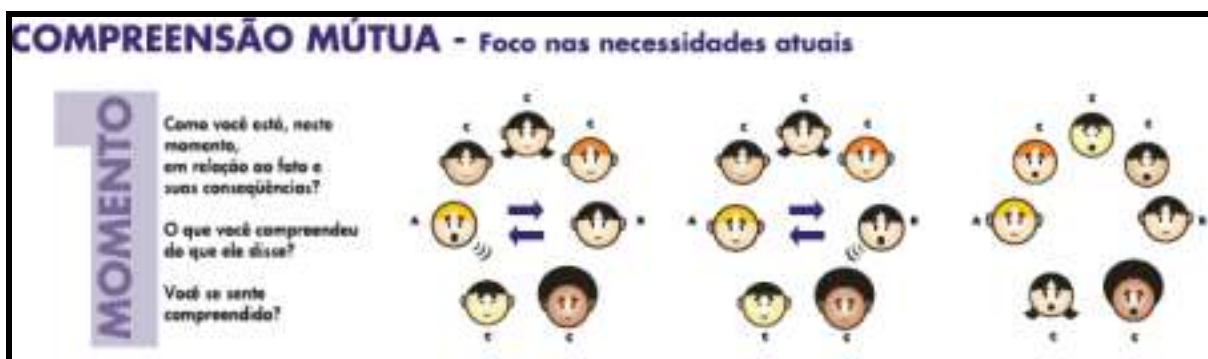 COMPREENSÃO MÚTUA - Foco nas necessidades atuais
1
MOMENTO
Como você está, neste
momento,
em relação ao fato e
suas conseqüências?
O que você compreendeu
do que ele disse?
Você se sente
compreendido?
C
C
C
A
B
C
C
C
C
C
A
B
C
C
C
C
C
A
B
C
C